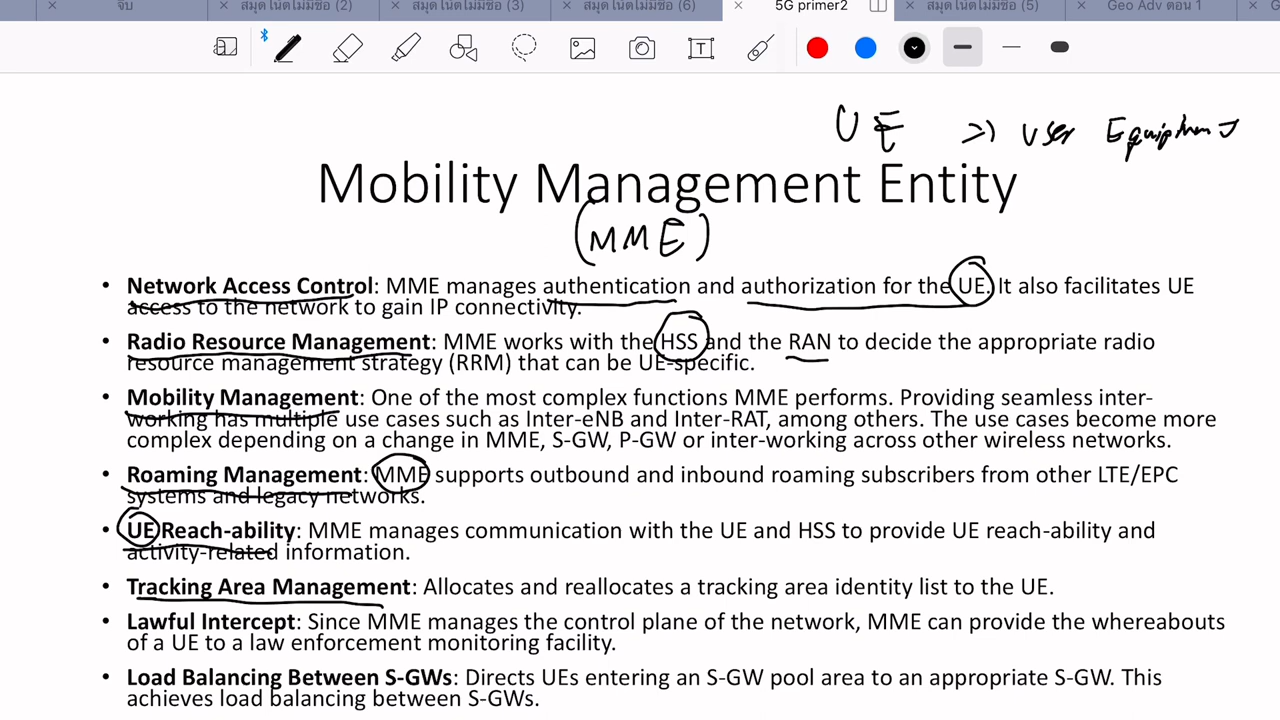 จีบ
สมุดโน้ตไม่มีชื่อ (2)
สมุดโน้ตไม่มีชื่อ (3)
สมุดโน้ตไม่มีชื่อ (6)
5G primer2
สมุดโน้ตไม่มีชื่อ (5)
Geo Adv ตอน 1
UE => User Equipment
Mobility Management Entity
(MME)
• Network Access Control: MME manages authentication and authorization for the UE. It also facilitates UE
access to the network to gain IP connectivity.
• Radio Resource Management: MME works with the HSS and the RAN to decide the appropriate radio
resource management strategy (RRM) that can be UE-specific.
• Mobility Management: One of the most complex functions MME performs. Providing seamless inter-
working has multiple use cases such as Inter-eNB and Inter-RAT, among others. The use cases become more
complex depending on a change in MME, S-GW, P-GW or inter-working across other wireless networks.
• Roaming Management: MME supports outbound and inbound roaming subscribers from other LTE/EPC
systems and legacy networks.
• UE Reach-ability: MME manages communication with the UE and HSS to provide UE reach-ability and
activity-related information.
• Tracking Area Management: Allocates and reallocates a tracking area identity list to the UE.
• Lawful Intercept: Since MME manages the control plane of the network, MME can provide the whereabouts
of a UE to a law enforcement monitoring facility.
• Load Balancing Between S-GWs: Directs UEs entering an S-GW pool area to an appropriate S-GW. This
achieves load balancing between S-GWs.